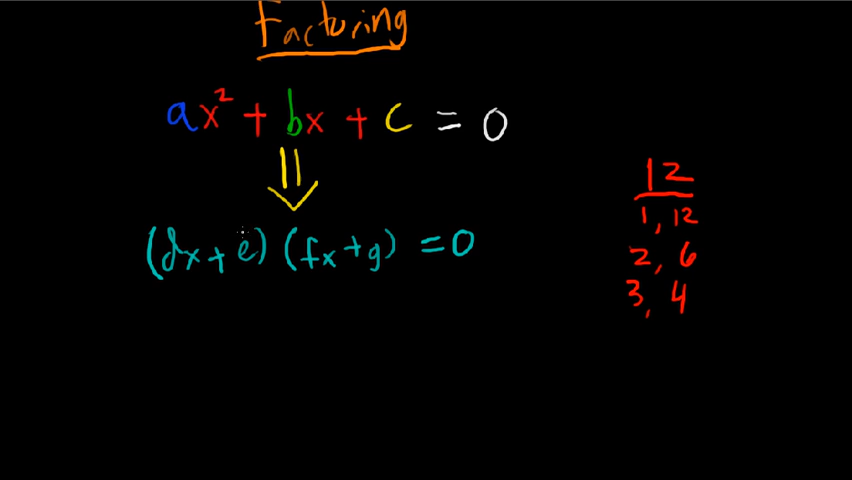 Factoring
ax² + bx + c = 0
(dx + e) (fx + g) = 0
12
1, 12
2, 6
3, 4